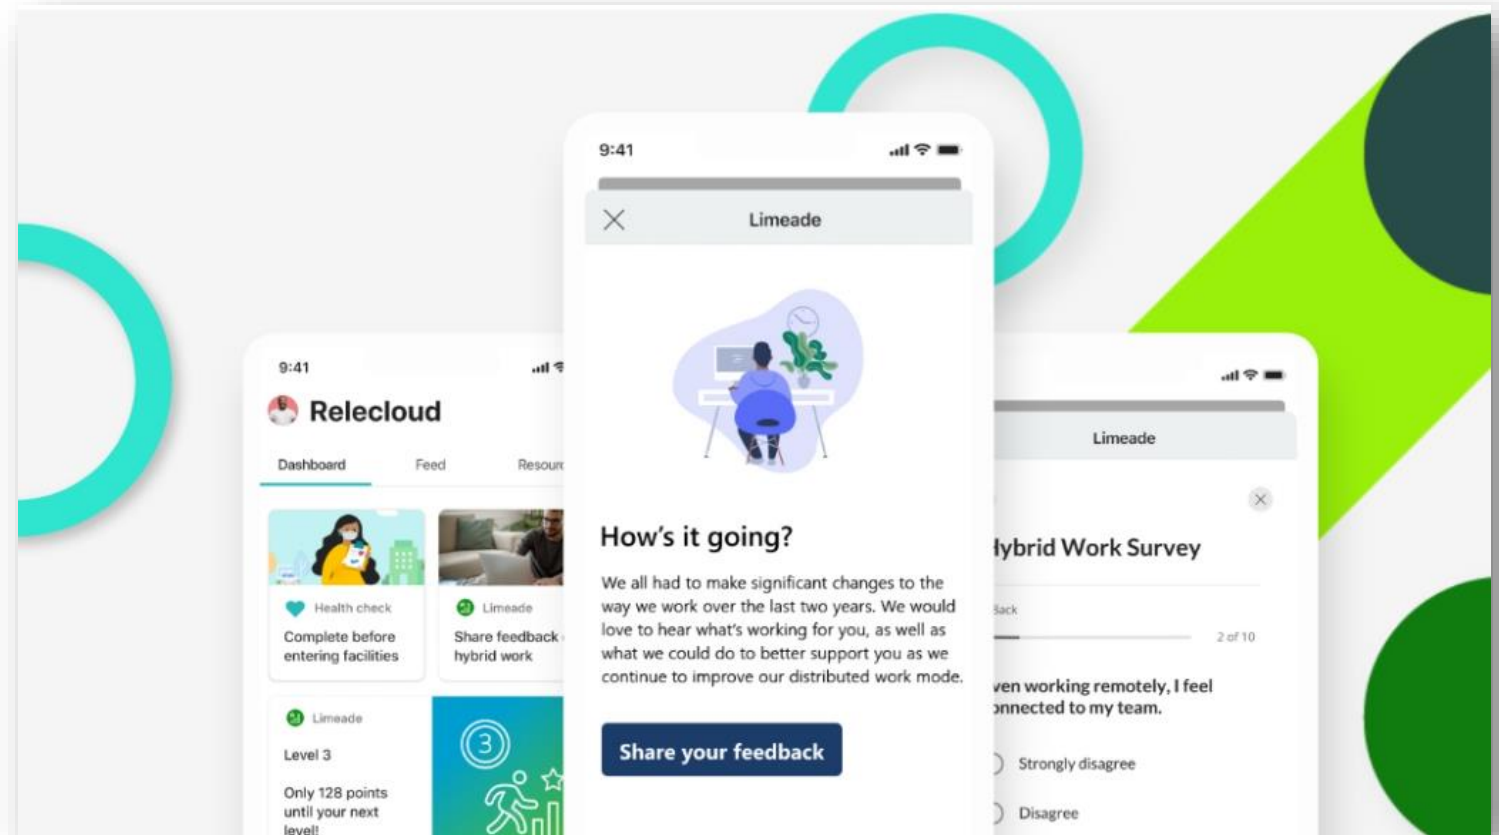 9:41
Relecloud
Dashboard
Feed
Health check
Complete before
entering facilities
Limeade
Share feedback
hybrid work
Limeade
Level 3
Only 128 points
until your next
level!
3
9:41
Limeade
How's it going?
We all had to make significant changes to the
way we work over the last two years. We would
love to hear what's working for you, as well as
what we could do to better support you as we
continue to improve our distributed work mode.
Share your feedback
Limeade
Work Survey
2 of 10
working remotely, I feel
to my team.
Strongly disagree
Disagree